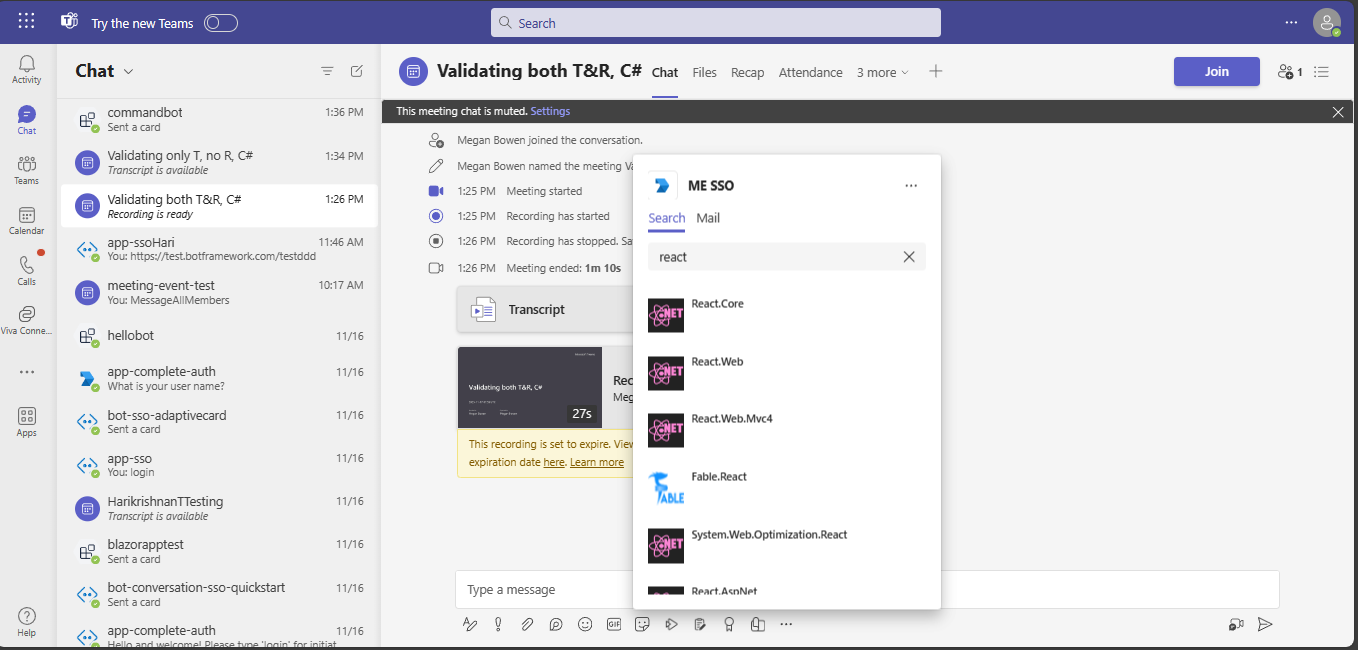 Try the new Teams
Search
Activity
Chat
Teams
Calendar
Calls
Viva Conne...
Apps
Help
Chat
commandbot 1:36 PM
Sent a card
Validating only T, no R, C# 1:34 PM
Transcript is available
Validating both T&R, C# 1:26 PM
Recording is ready
app-ssoHari 11:46 AM
You: https://test.botframework.com/testddd
meeting-event-test 10:17 AM
You: MessageAllMembers
hellobot 11/16
app-complete-auth 11/16
What is your user name?
bot-sso-adaptivecard 11/16
Sent a card
app-sso 11/16
You: login
HarikrishnanTTesting 11/16
Transcript is available
blazorapptest 11/16
Sent a card
bot-conversation-sso-quickstart 11/16
Sent a card
app-complete-auth 11/16
Hello and welcome! Please type 'login' for initiat
Validating both T&R, C# Chat Files Recap Attendance 3 more
Join 1
This meeting chat is muted. Settings
Megan Bowen joined the conversation.
Megan Bowen named the meeting Va
1:25 PM Meeting started
1:25 PM Recording has started
1:26 PM Recording has stopped. Sa
1:26 PM Meeting ended: 1m 10s
Transcript
Validating both T&R, C#
27s
Rec
Meg
This recording is set to expire. View
expiration date here. Learn more
ME SSO
Search Mail
react
NET React.Core
NET React.Web
NET React.Web.Mvc4
FABLE Fable.React
NET System.Web.Optimization.React
React.AspNet
Type a message
GIF